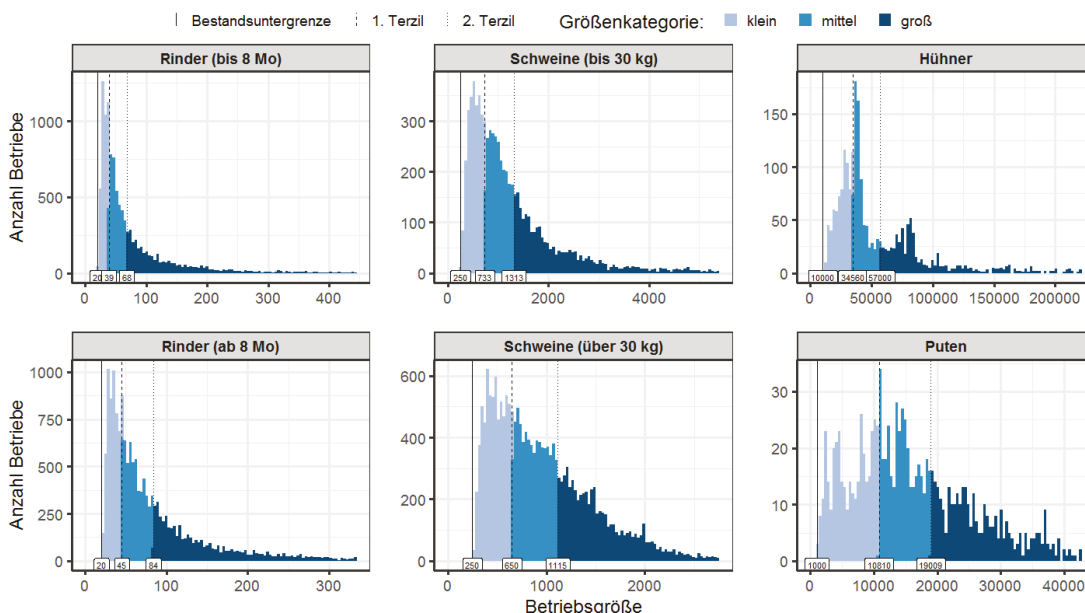 Bestandsuntergrenze 1. Terzil 2. Terzil Größenkategorie: klein mittel groß
Rinder (bis 8 Mo) Schweine (bis 30 kg) Hühner
Anzahl Betriebe
1000
500
0
20 39 68
0 100 200 300 400
300
200
100
0
250 733 1313
0 2000 4000
150
100
50
0
10000 34560 57000
0 50000 100000 150000 200000
Rinder (ab 8 Mo) Schweine (über 30 kg) Puten
Anzahl Betriebe
1000
750
500
250
0
20 45 84
0 100 200 300
600
400
200
0
250 650 1115
0 1000 2000
30
20
10
0
1000 10810 19009
0 10000 20000 30000 40000
Betriebsgröße